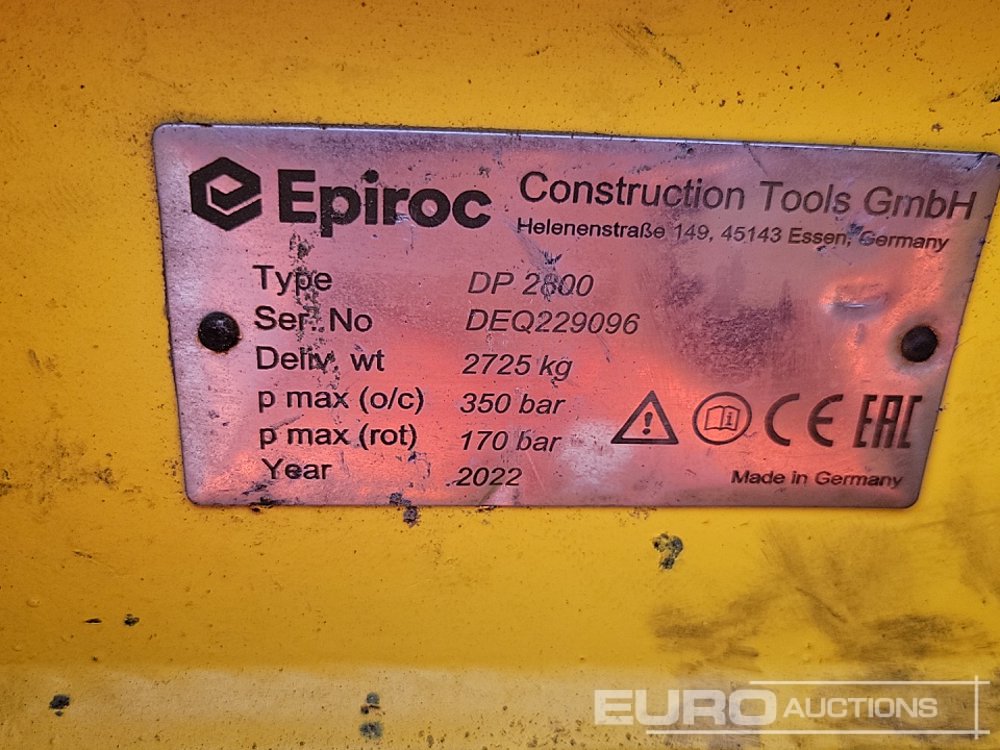 Epiroc Construction Tools GmbH
Helenenstraße 149, 45143 Essen, Germany
Type DP 2800
Ser. No DEQ229096
Deliv. wt 2725 kg
p max (o/c) 350 bar
p max (rot) 170 bar
Year 2022
CE EAC
Made in Germany
EURO AUCTIONS